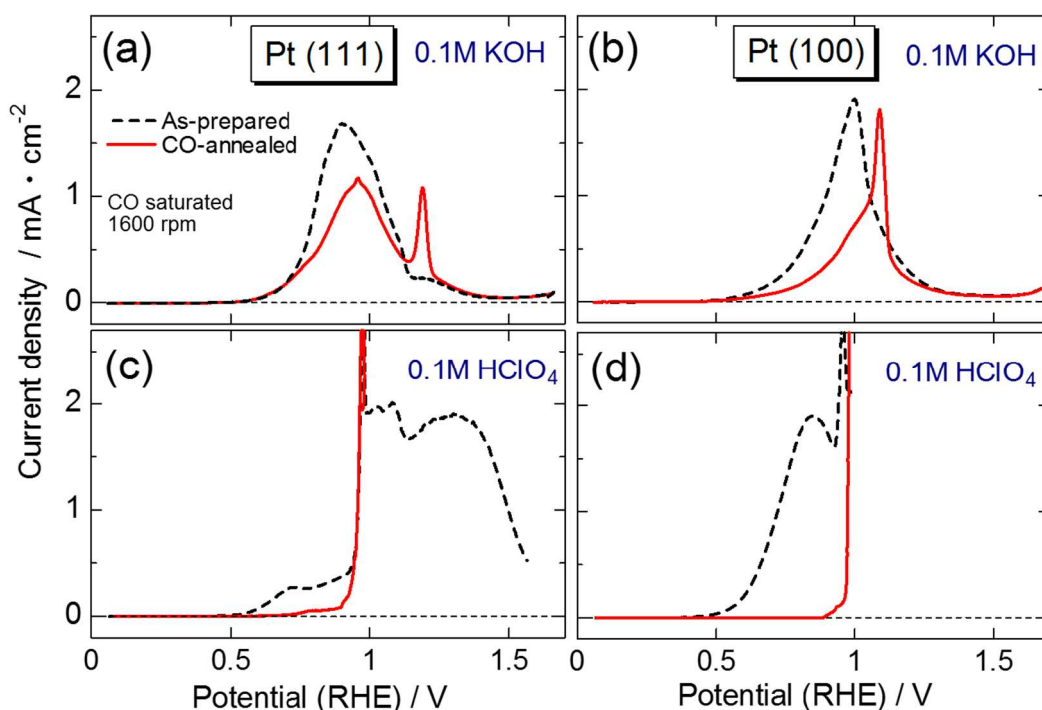 (a)
Pt (111)
0.1M KOH
As-prepared
CO-annealed
CO saturated
1600 rpm
2
1
0
(b)
Pt (100)
0.1M KOH
(c)
0.1M HClO₄
2
1
0
(d)
0.1M HClO₄
Current density / mA・cm⁻²
0 0.5 1 1.5
0 0.5 1 1.5
Potential (RHE) / V
Potential (RHE) / V